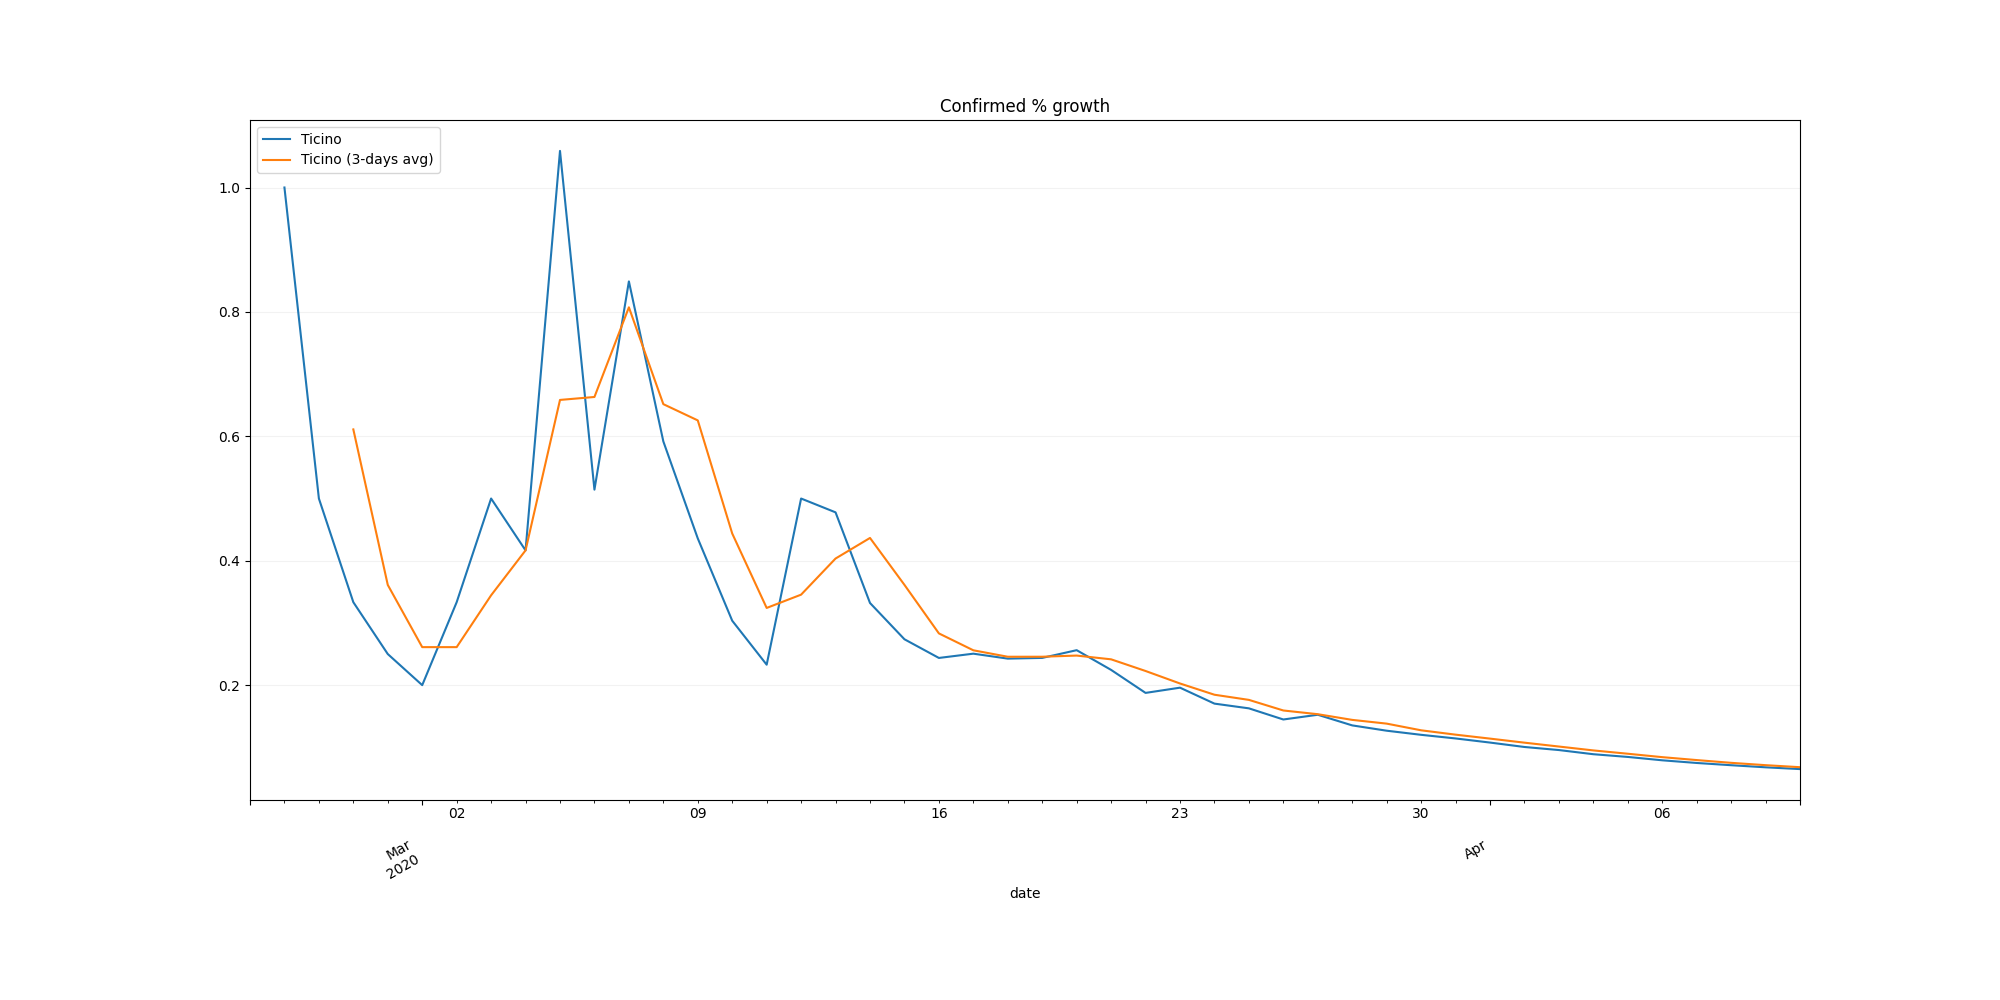 Confirmed % growth
Ticino
Ticino (3-days avg)
1.0
0.8
0.6
0.4
0.2
02
09
16
23
30
06
Mar
2020
Apr
date